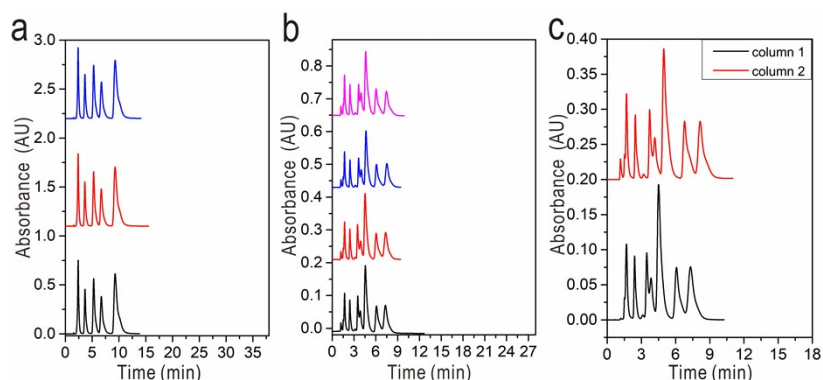 a
3.0
2.5
2.0
1.5
1.0
0.5
0.0
0 5 10 15 20 25 30 35
Time (min)
Absorbance (AU)
b
0.8
0.7
0.6
0.5
0.4
0.3
0.2
0.1
0.0
0 3 6 9 12 15 18 21 24 27
Time (min)
Absorbance (AU)
c
0.40
0.35
0.30
0.25
0.20
0.15
0.10
0.05
0.00
0 3 6 9 12 15 18
Time (min)
Absorbance (AU)
column 1
column 2